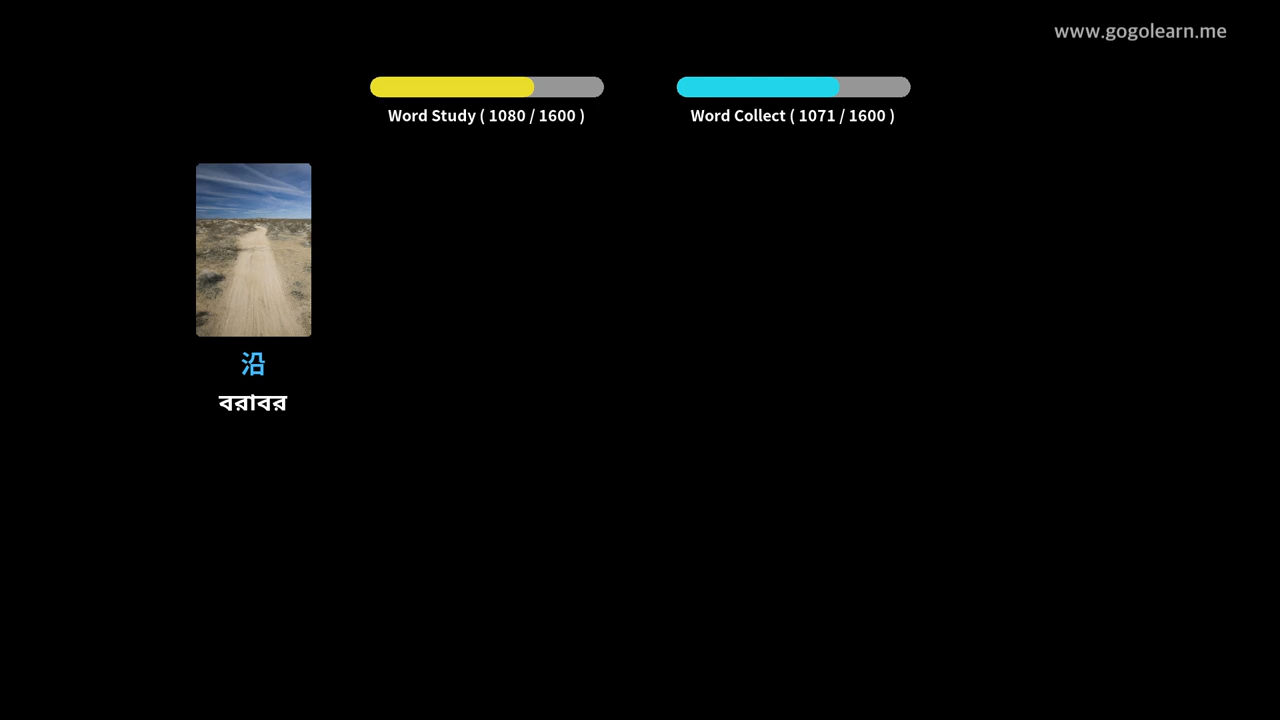 www.gogolearn.me
Word Study ( 1080 / 1600 )
Word Collect ( 1071 / 1600 )
沿
বরাবর